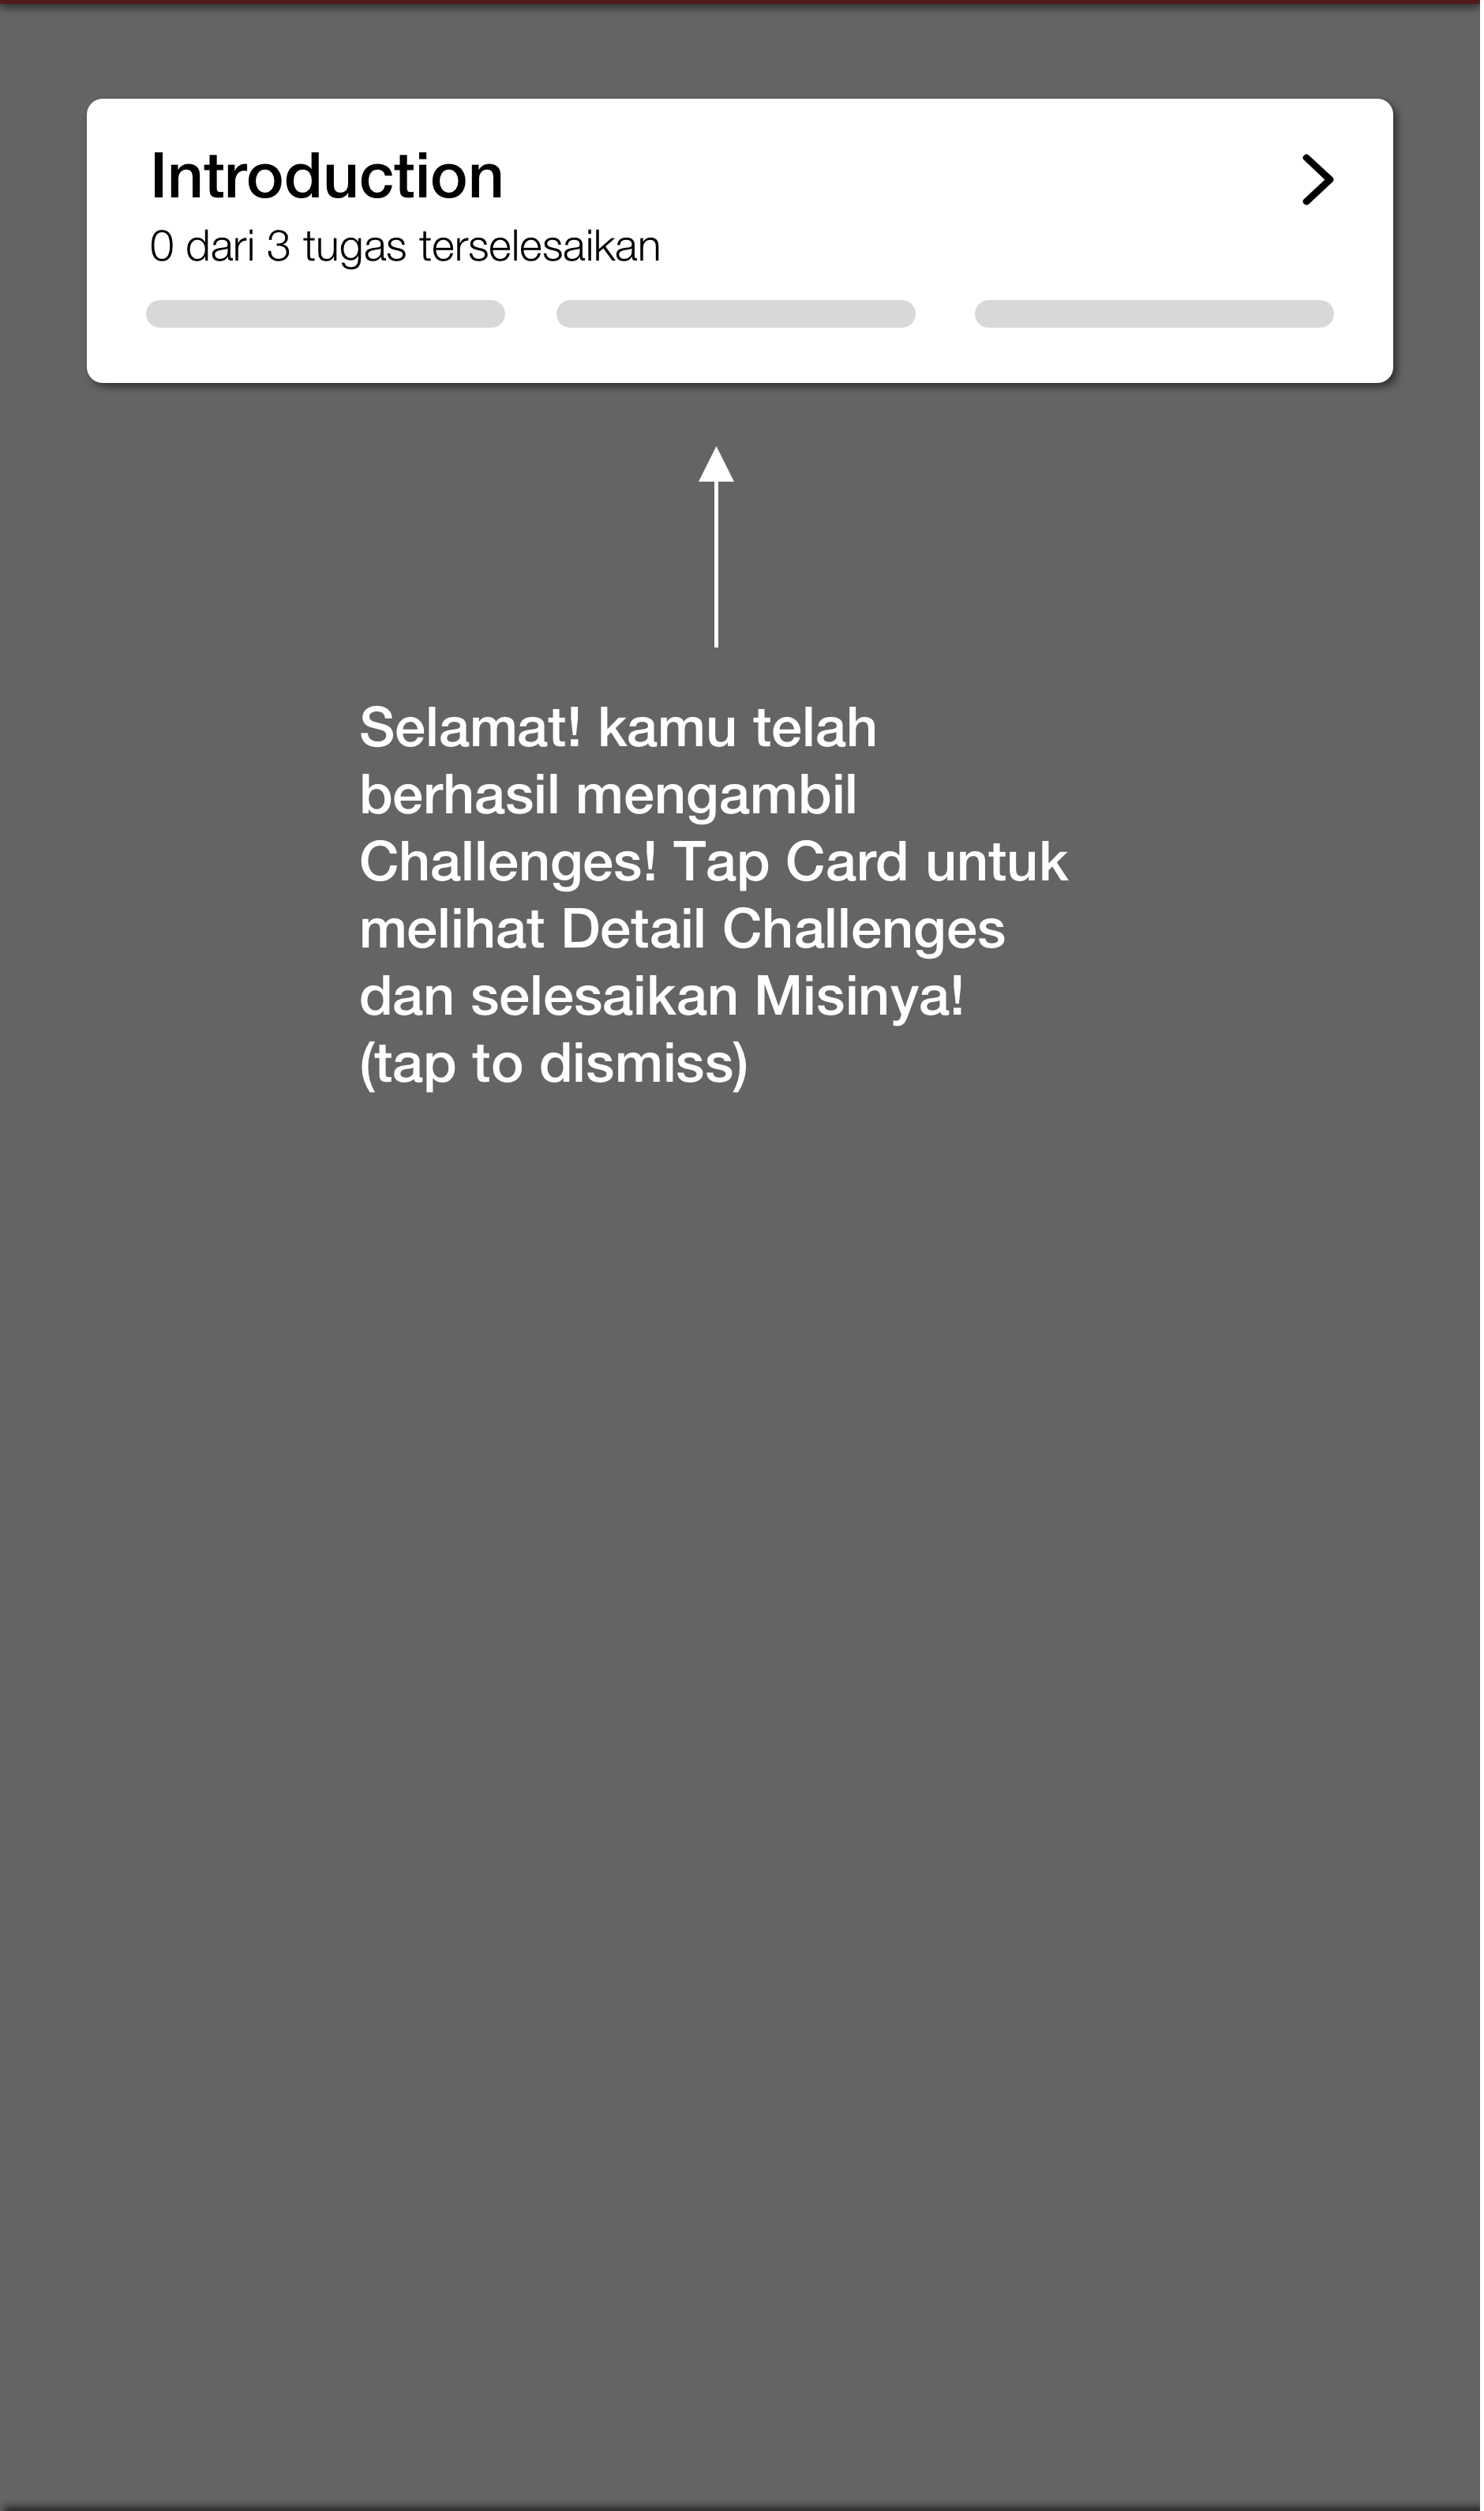 Introduction
0 dari 3 tugas terselesaikan
Selamat! kamu telah
berhasil mengambil
Challenges! Tap Card untuk
melihat Detail Challenges
dan selesaikan Misinya!
(tap to dismiss)